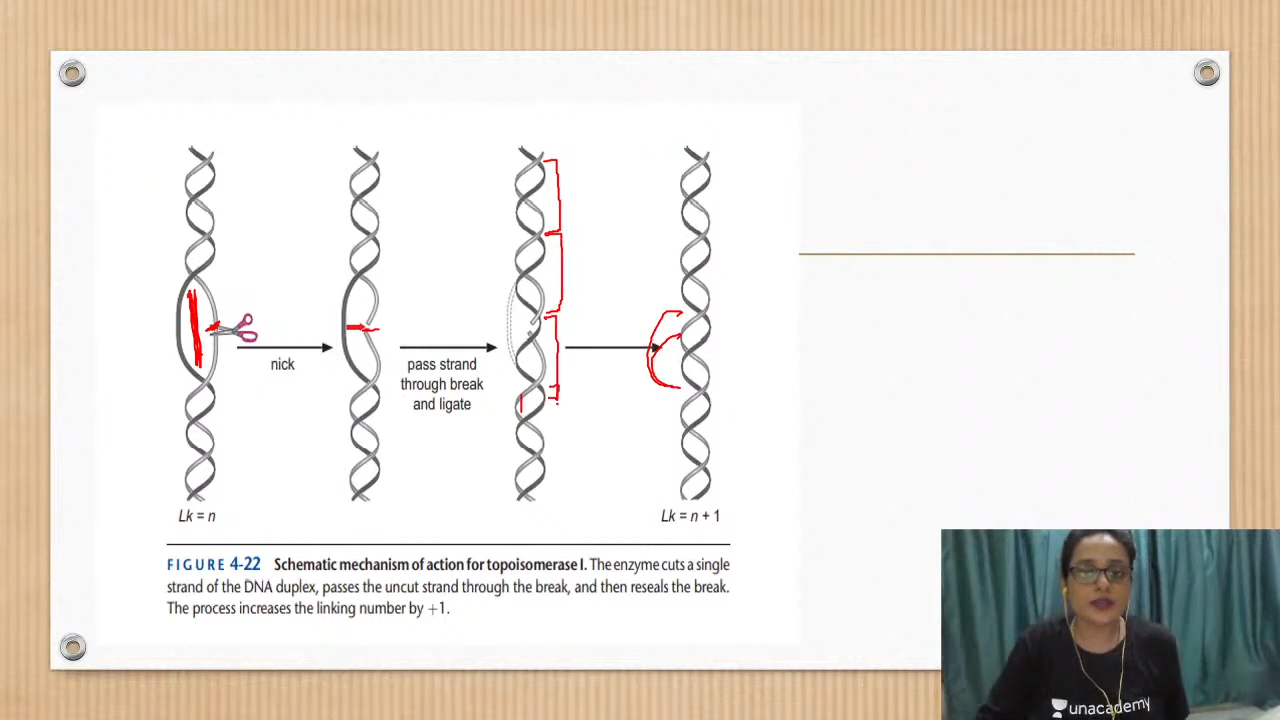 nick
pass strand
through break
and ligate
Lk = n
Lk = n + 1
FIGURE 4-22 Schematic mechanism of action for topoisomerase I. The enzyme cuts a single
strand of the DNA duplex, passes the uncut strand through the break, and then reseals the break.
The process increases the linking number by +1.
unacademy